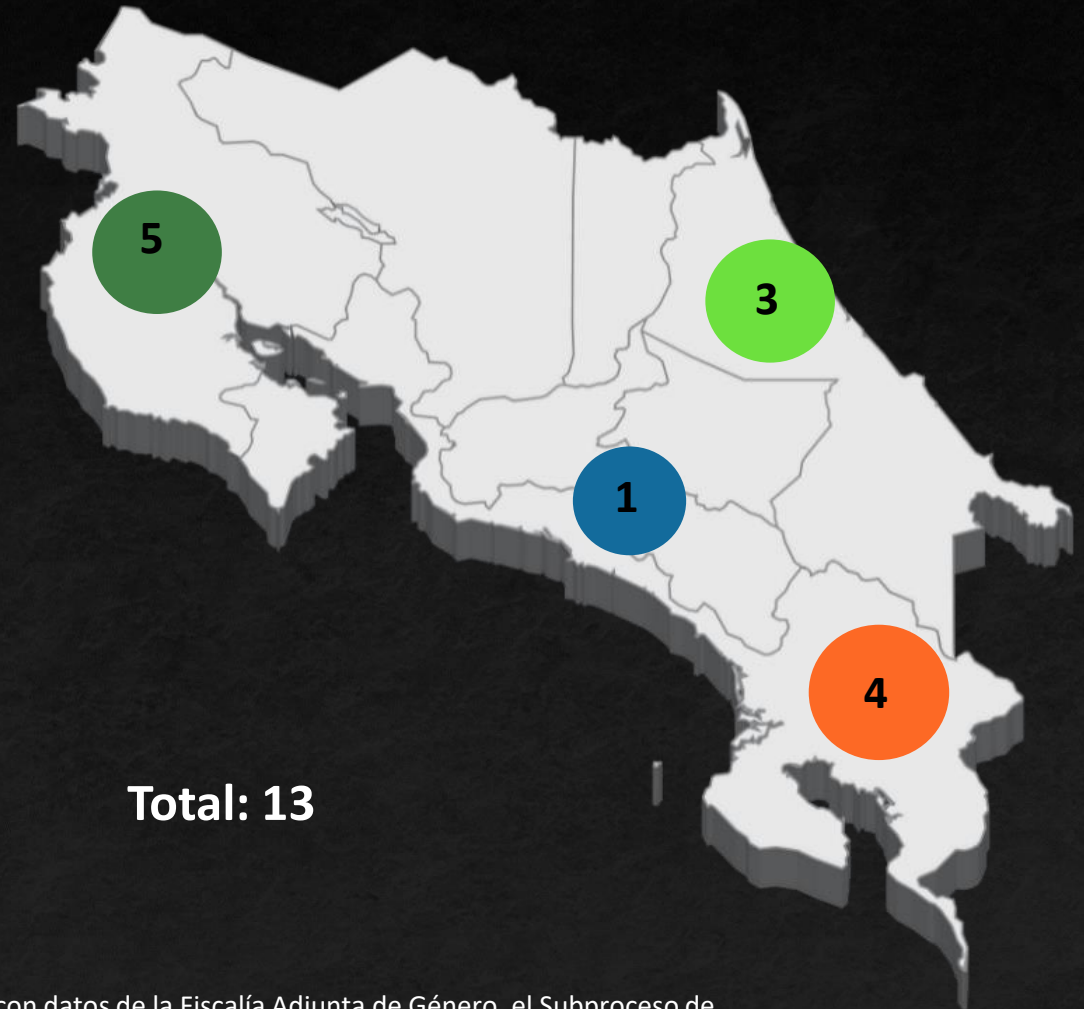 5
3
1
4
Total: 13
con datos de la Fiscalía Adjunta de Género, el Subproceso de